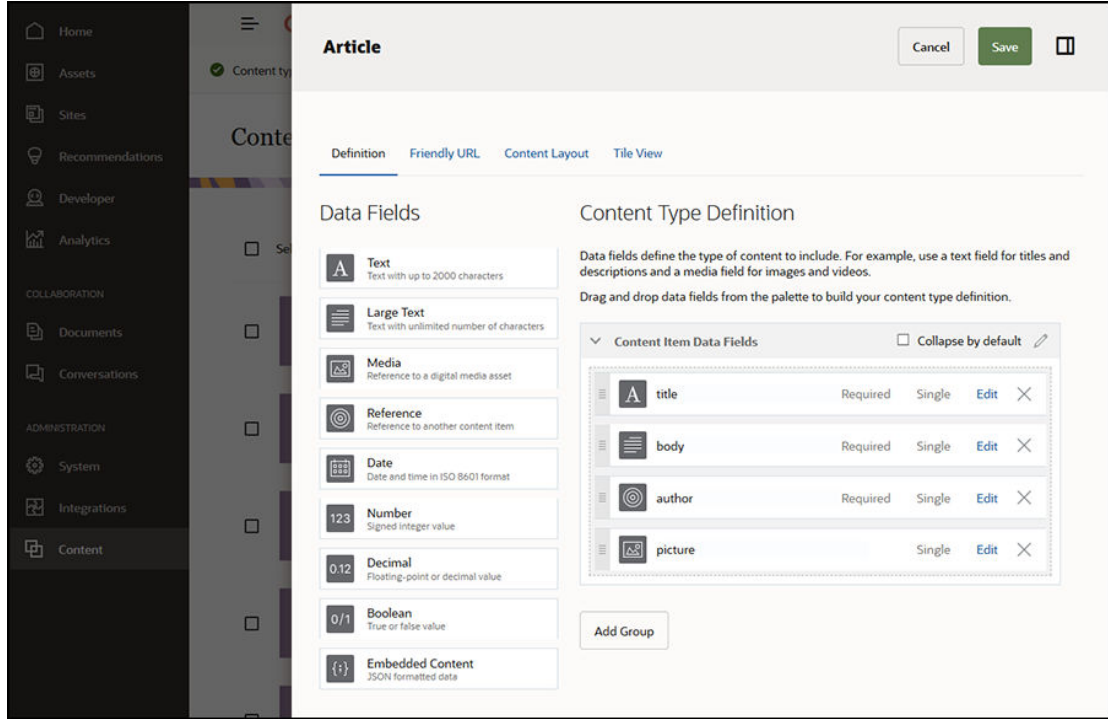 Home
Assets
Sites
Recommendations
Developer
Analytics
COLLABORATION
Documents
Conversations
ADMINISTRATION
System
Integrations
Content
Content
Conte
Article
Cancel
Save
Definition
Friendly URL
Content Layout
Tile View
Data Fields
A
Text
Text with up to 2000 characters
Large Text
Text with unlimited number of characters
Media
Reference to a digital media asset
Reference
Reference to another content item
Date
Date and time in ISO 8601 format
123
Number
Signed integer value
0.12
Decimal
Floating-point or decimal value
0/1
Boolean
True or false value
{;}
Embedded Content
JSON formatted data
Content Type Definition
Data fields define the type of content to include. For example, use a text field for titles and
descriptions and a media field for images and videos.
Drag and drop data fields from the palette to build your content type definition.
Content Item Data Fields
Collapse by default
A title Required Single Edit
body Required Single Edit
author Required Single Edit
picture Single Edit
Add Group